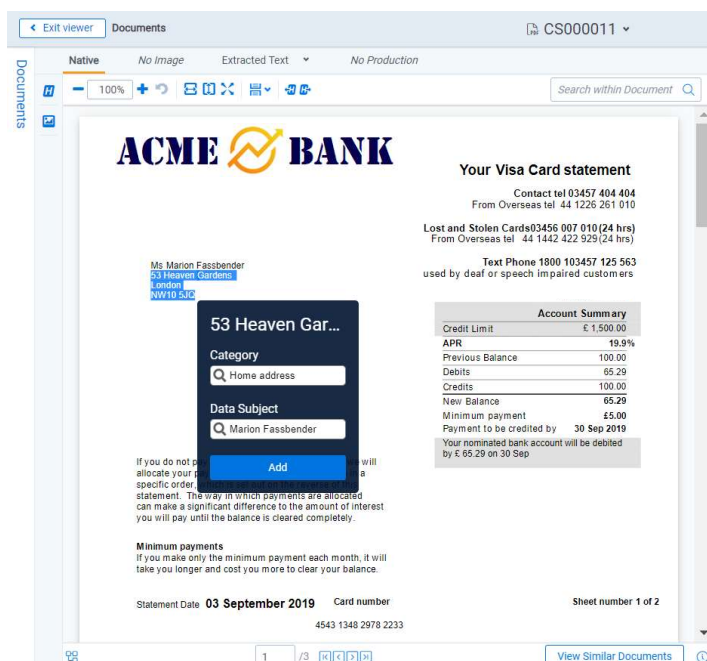 Exit viewer
Documents
CS000011
Documents
Native
No Image
Extracted Text
No Production
100%
Search within Document
ACME BANK
Your Visa Card statement
Contact tel 03457 404 404
From Overseas tel 44 1226 261 010
Lost and Stolen Cards03456 007 010(24 hrs)
From Overseas tel 44 1442 422 929(24 hrs)
Text Phone 1800 103457 125 563
used by deaf or speech impaired customers
Ms Marion Fassbender
53 Heaven Gardens
London
NW10 5JQ
53 Heaven Gar...
Category
Home address
Data Subject
Marion Fassbender
Add
Account Summary
Credit Limit £ 1,500.00
APR 19.9%
Previous Balance 100.00
Debits 65.29
Credits 100.00
New Balance 65.29
Minimum payment £5.00
Payment to be credited by 30 Sep 2019
Your nominated bank account will be debited
by £ 65.29 on 30 Sep
If you do not we will
allocate your a
specific order,
statement. The way in which payments are allocated
can make a significant difference to the amount of interest
you will pay until the balance is cleared completely.
Minimum payments
If you make only the minimum payment each month, it will
take you longer and cost you more to clear your balance.
Statement Date 03 September 2019 Card number Sheet number 1 of 2
4543 1348 2978 2233
1 /3
View Similar Documents